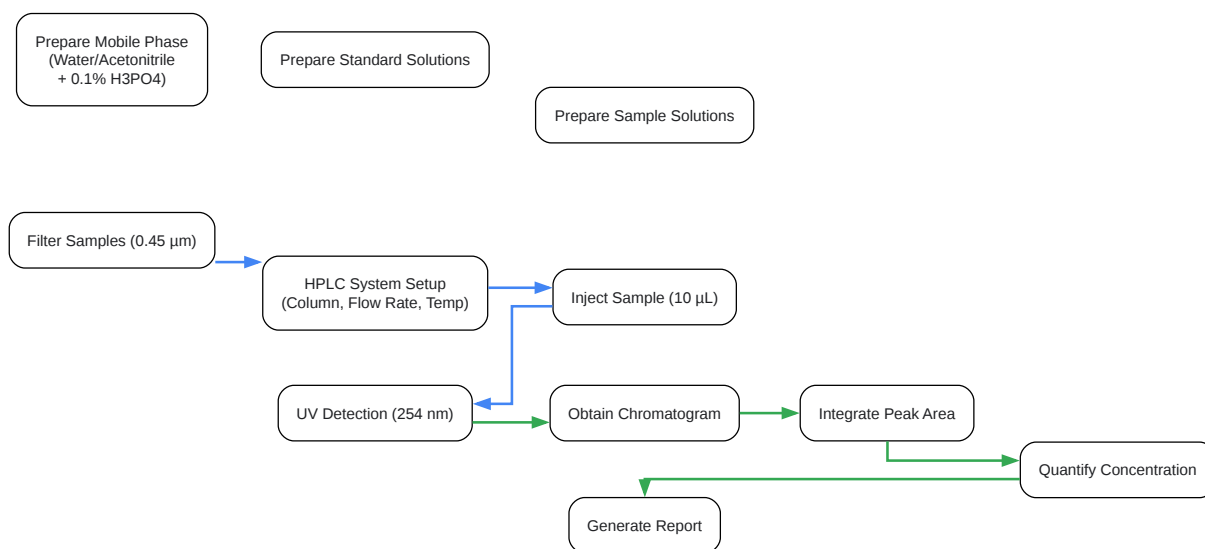 Prepare Mobile Phase
(Water/Acetonitrile
+ 0.1% H3PO4)
Prepare Standard Solutions
Prepare Sample Solutions
Filter Samples (0.45 µm)
HPLC System Setup
(Column, Flow Rate, Temp)
Inject Sample (10 µL)
UV Detection (254 nm)
Obtain Chromatogram
Integrate Peak Area
Quantify Concentration
Generate Report